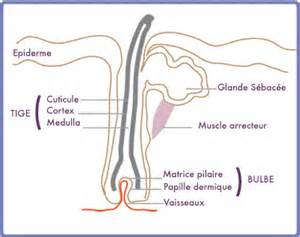 Epiderme
Glande Sébacée
Cuticule
Cortex
Medulla
TIGE
Muscle arrecteur
Matrice pilaire
Papille dermique
Vaisseaux
BULBE